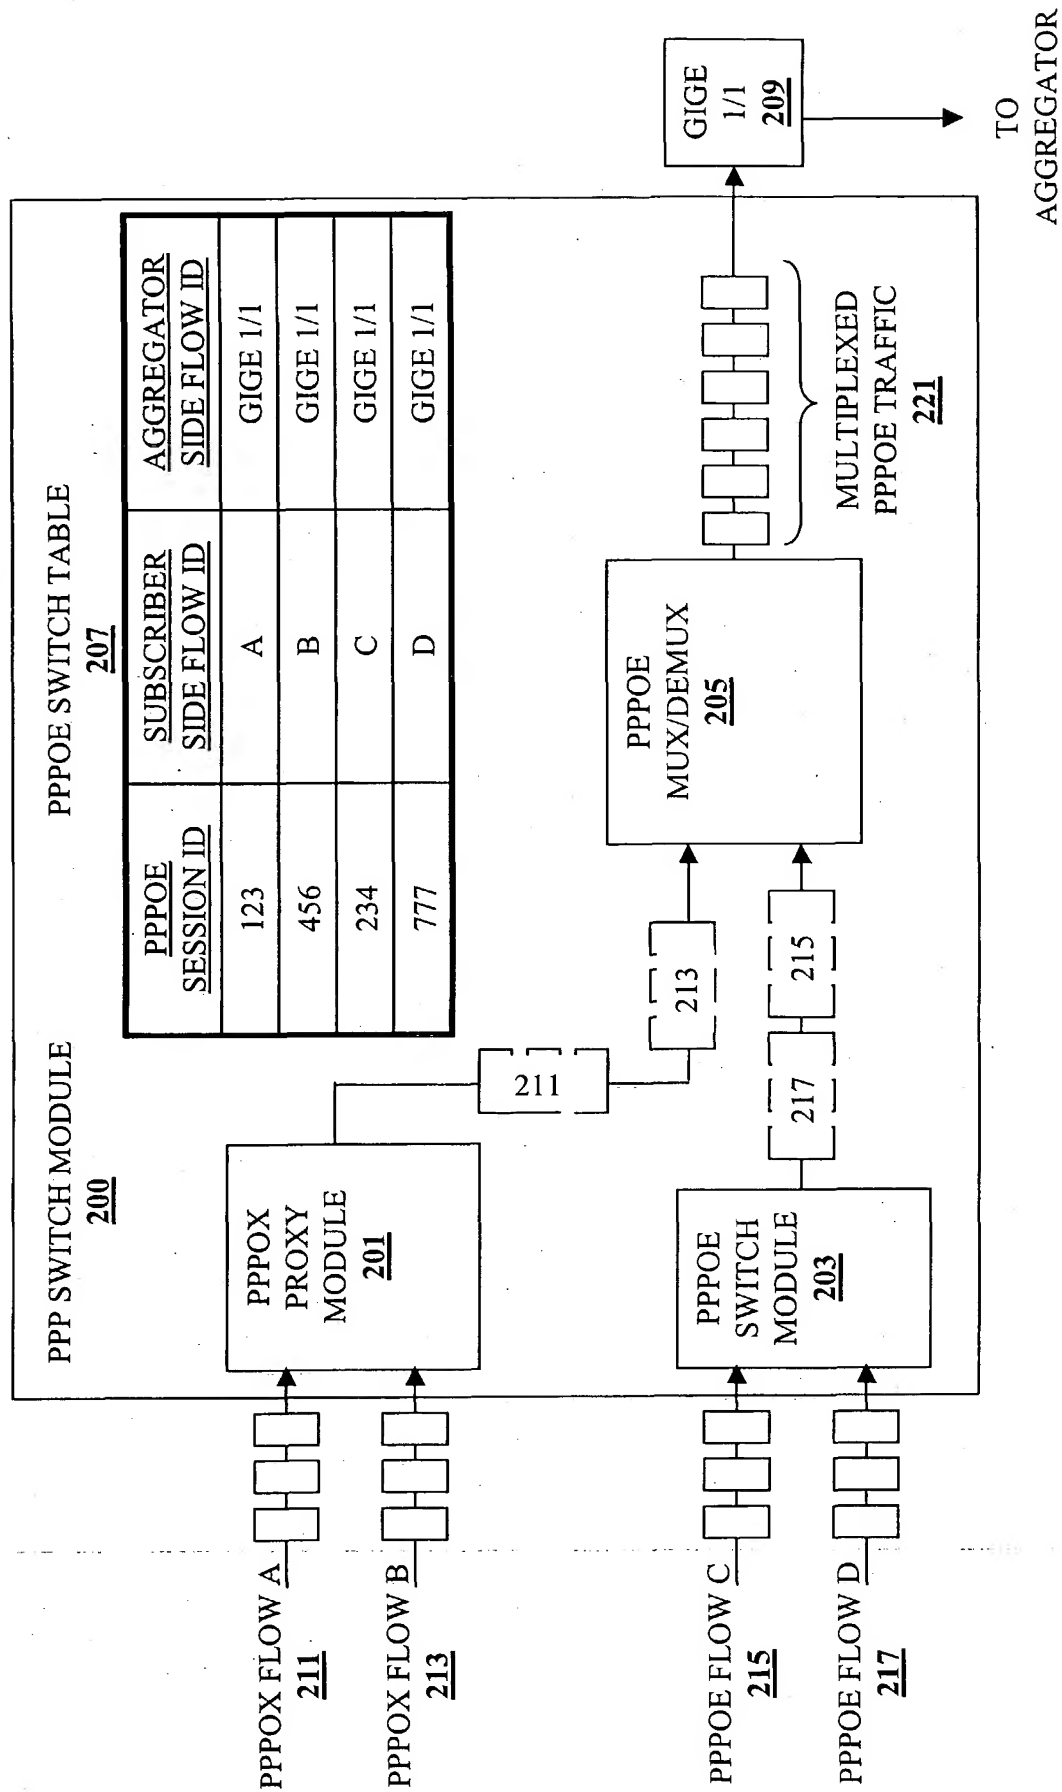 PPP SWITCH MODULE
200
PPPOE SWITCH TABLE
207
PPPOE SESSION ID
SUBSCRIBER SIDE FLOW ID
AGGREGATOR SIDE FLOW ID
123 A GIGE 1/1
456 B GIGE 1/1
234 C GIGE 1/1
777 D GIGE 1/1
PPPOX FLOW A
211
PPPOX FLOW B
213
PPPOE FLOW C
215
PPPOE FLOW D
217
PPPOX
PROXY
MODULE
201
PPPOE
SWITCH
MODULE
203
211
213
217
215
PPPOE
MUX/DEMUX
205
MULTIPLEXED
PPPOE TRAFFIC
221
GIGE
1/1
209
TO
AGGREGATOR